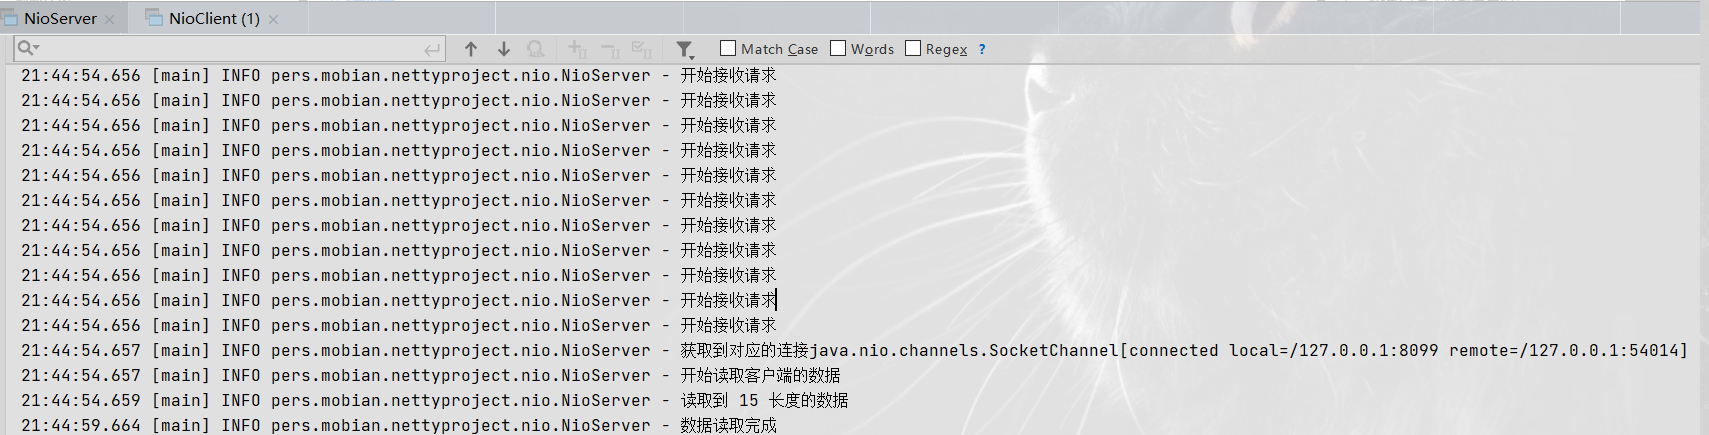 NioServer × NioClient (1) ×
Match Case Words Regex ?
21:44:54.656 [main] INFO pers.mobian.nettyproject.nio.NioServer - 开始接收请求
21:44:54.656 [main] INFO pers.mobian.nettyproject.nio.NioServer - 开始接收请求
21:44:54.656 [main] INFO pers.mobian.nettyproject.nio.NioServer - 开始接收请求
21:44:54.656 [main] INFO pers.mobian.nettyproject.nio.NioServer - 开始接收请求
21:44:54.656 [main] INFO pers.mobian.nettyproject.nio.NioServer - 开始接收请求
21:44:54.656 [main] INFO pers.mobian.nettyproject.nio.NioServer - 开始接收请求
21:44:54.656 [main] INFO pers.mobian.nettyproject.nio.NioServer - 开始接收请求
21:44:54.656 [main] INFO pers.mobian.nettyproject.nio.NioServer - 开始接收请求
21:44:54.656 [main] INFO pers.mobian.nettyproject.nio.NioServer - 开始接收请求
21:44:54.656 [main] INFO pers.mobian.nettyproject.nio.NioServer - 开始接收请求
21:44:54.656 [main] INFO pers.mobian.nettyproject.nio.NioServer - 开始接收请求
21:44:54.657 [main] INFO pers.mobian.nettyproject.nio.NioServer - 获取到对应的连接java.nio.channels.SocketChannel[connected local=/127.0.0.1:8099 remote=/127.0.0.1:54014]
21:44:54.657 [main] INFO pers.mobian.nettyproject.nio.NioServer - 开始读取客户端的数据
21:44:54.659 [main] INFO pers.mobian.nettyproject.nio.NioServer - 读取到 15 长度的数据
21:44:59.664 [main] INFO pers.mobian.nettyproject.nio.NioServer - 数据读取完成